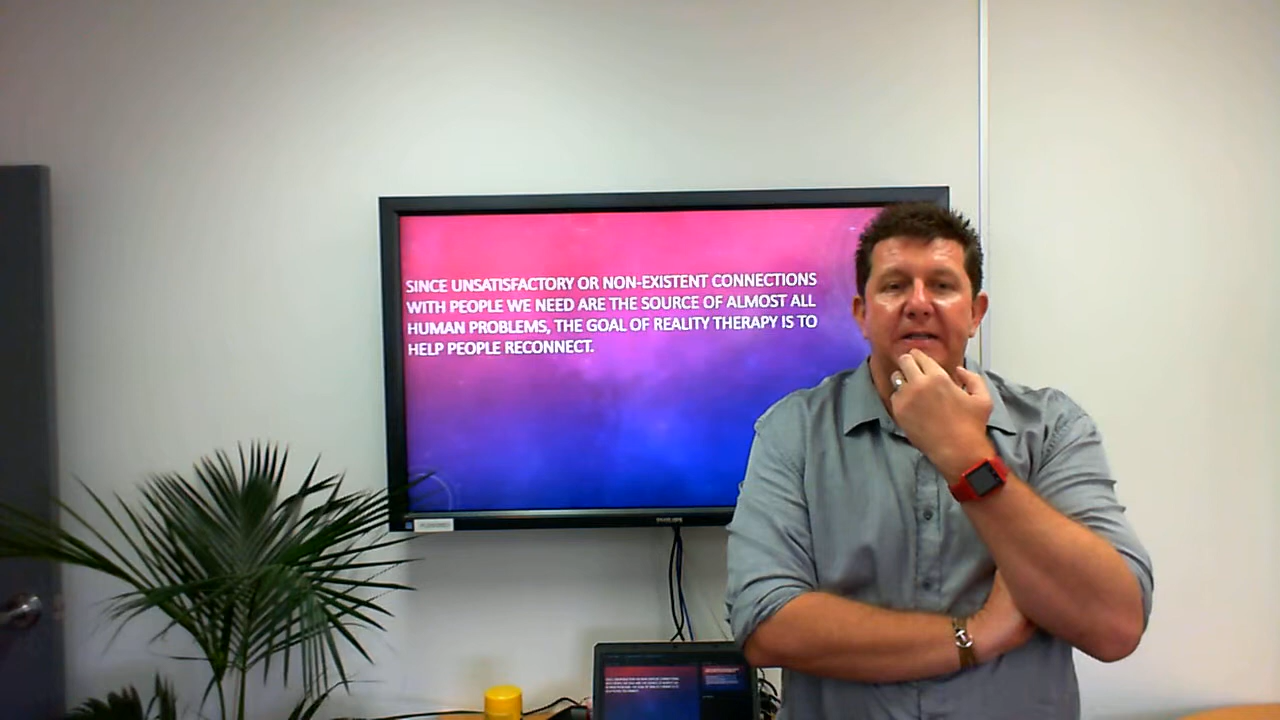 SINCE UNSATISFACTORY OR NON-EXISTENT CONNECTIONS
WITH PEOPLE WE NEED ARE THE SOURCE OF ALMOST ALL
HUMAN PROBLEMS, THE GOAL OF REALITY THERAPY IS TO
HELP PEOPLE RECONNECT.